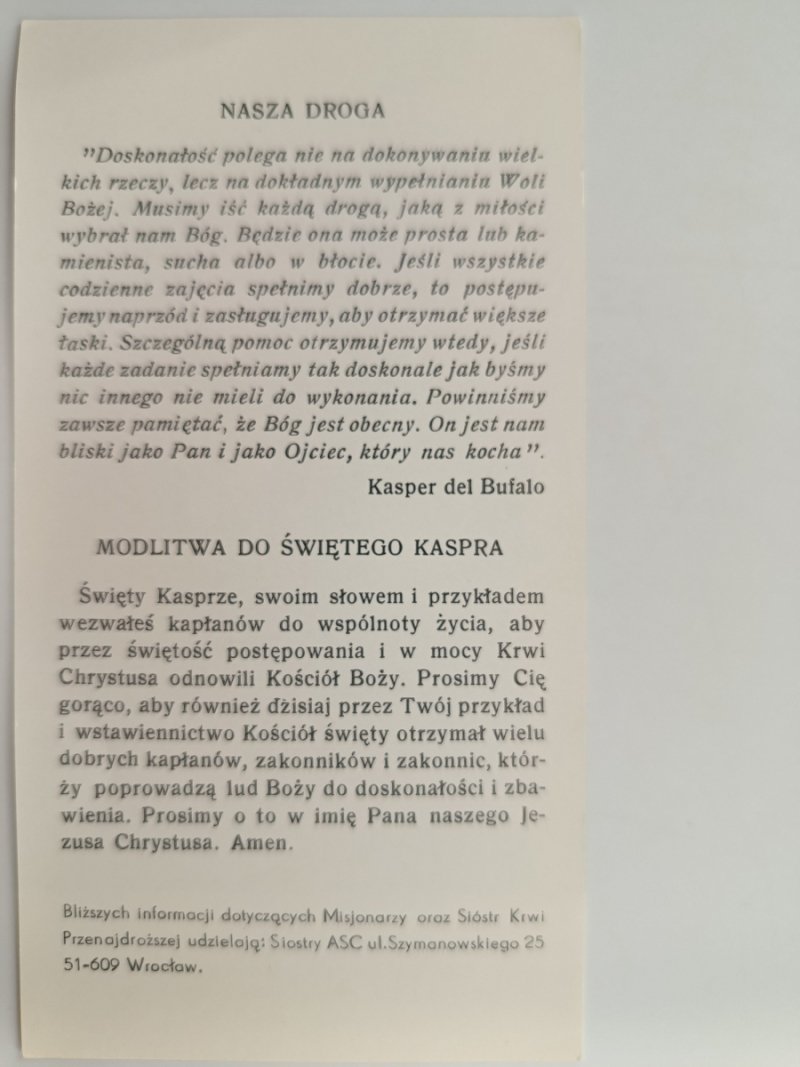 NASZA DROGA
"Doskonałość polega nie na dokonywaniu wiel-
kich rzeczy, lecz na dokładnym wypełnianiu Woli
Bożej. Musimy iść każdą drogą, jaką z miłości
wybrał nam Bóg. Będzie ona może prosta lub ka-
mienista, sucha albo w błocie. Jeśli wszystkie
codzienne zajęcia spełnimy dobrze, to postępu-
jemy naprzód i zasługujemy, aby otrzymać większe
łaski. Szczególną pomoc otrzymujemy wtedy, jeśli
każde zadanie spełniamy tak doskonale jak byśmy
nic innego nie mieli do wykonania. Powinniśmy
zawsze pamiętać, że Bóg jest obecny. On jest nam
bliski jako Pan i jako Ojciec, który nas kocha".
Kasper del Bufalo
MODLITWA DO ŚWIĘTEGO KASPRA
Święty Kasprze, swoim słowem i przykładem
wezwałeś kapłanów do wspólnoty życia, aby
przez świętość postępowania i w mocy Krwi
Chrystusa odnowili Kościół Boży. Prosimy Cię
gorąco, aby również dzisiaj przez Twój przykład
i wstawiennictwo Kościół święty otrzymał wielu
dobrych kapłanów, zakonników i zakonnic, któr-
ży poprowadzą lud Boży do doskonałości i zba-
wienia. Prosimy o to w imię Pana naszego Je-
zusa Chrystusa. Amen.
Bliższych informacji dotyczących Misjonarzy oraz Sióstr Krwi
Przenajdroższej udzielają: Siostry ASC ul.Szymanowskiego 25
51-609 Wrocław.